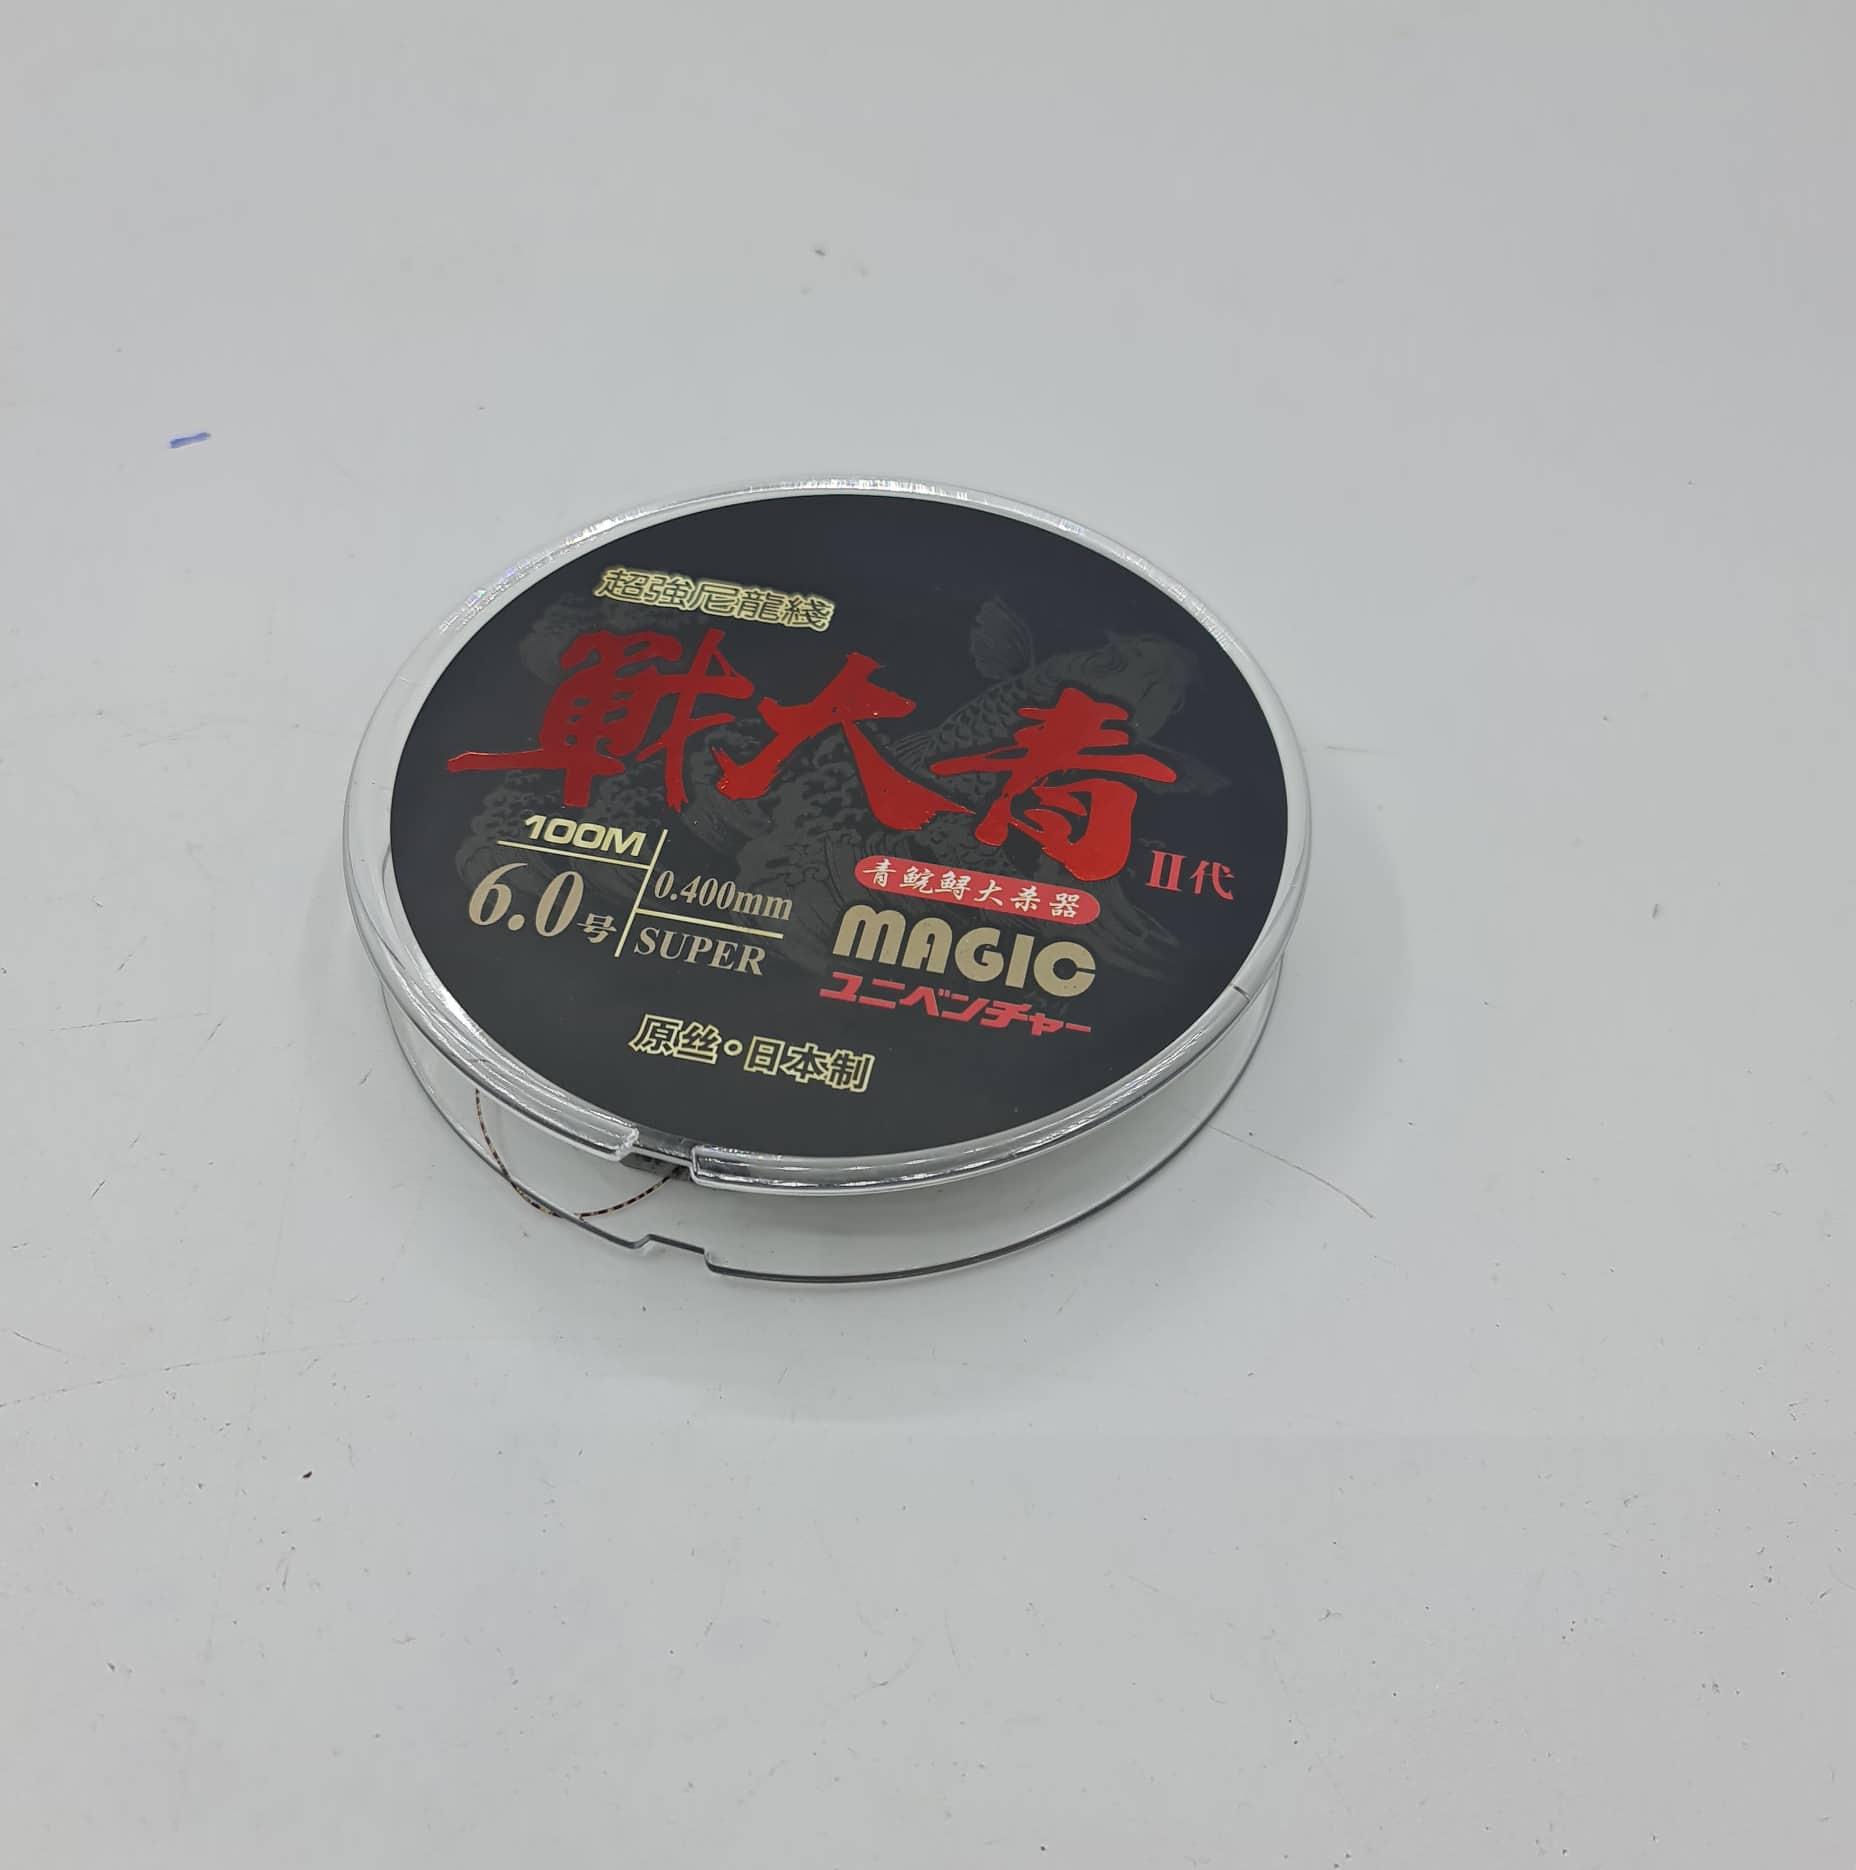 超強尼龍綫
戰大青
II代
100M
6.0号
0.400mm
SUPER
青鲩鲟大杀器
MAGIC
ユニベンチャー
原丝·日本制